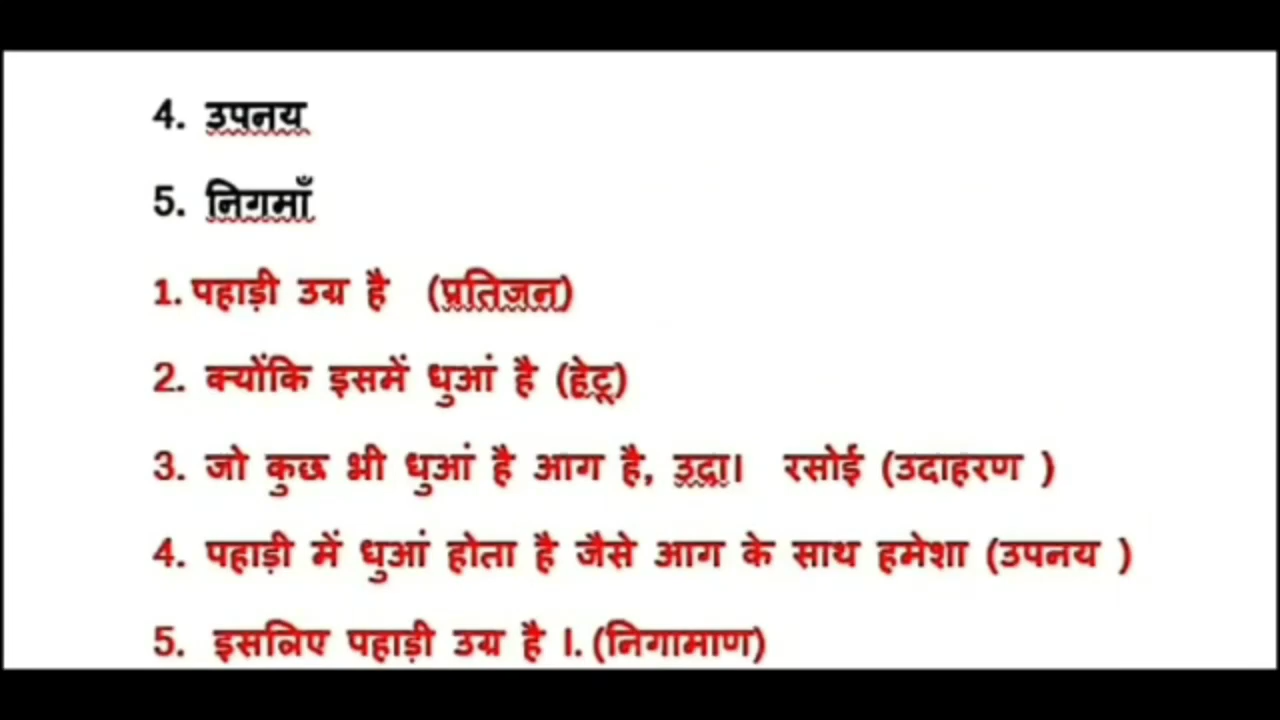 4. उपनय
5. निगमाँ
1. पहाड़ी उग्र है (प्रतिजन)
2. क्योंकि इसमें धुआं है (हेटू)
3. जो कुछ भी धुआं है आग है, उद्रा। रसोई (उदाहरण )
4. पहाड़ी में धुआं होता है जैसे आग के साथ हमेशा (उपनय )
5. इसलिए पहाड़ी उग्र है ।. (निगामाण)